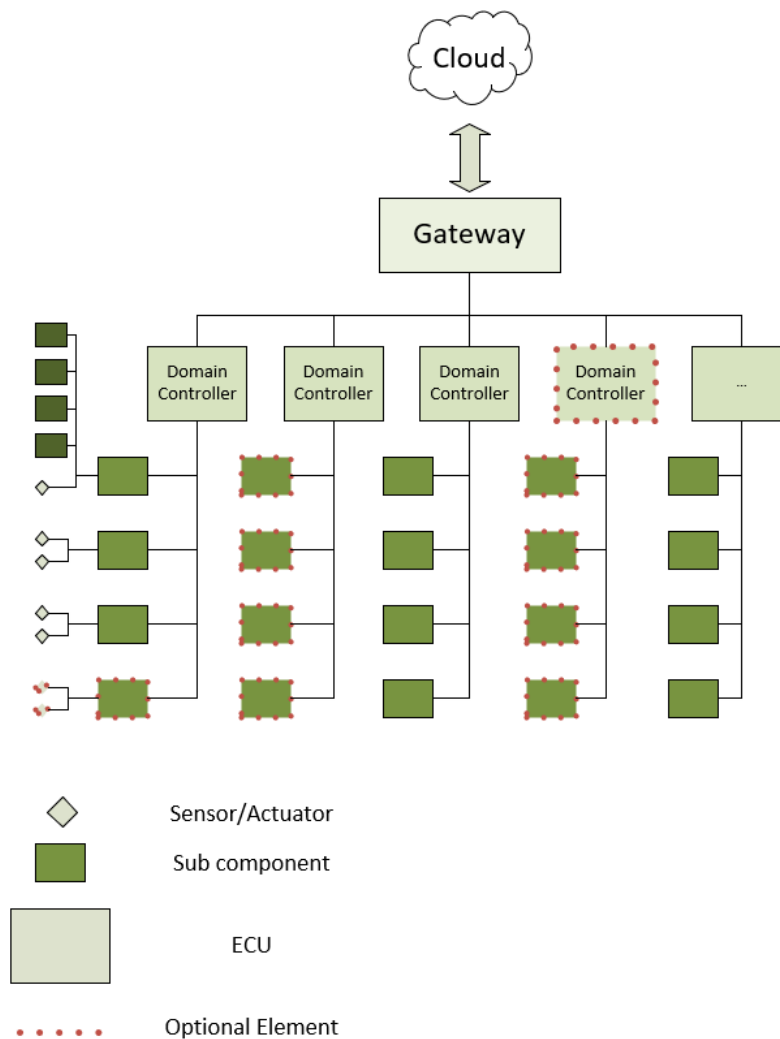 Cloud
Gateway
Domain
Controller
Domain
Controller
Domain
Controller
Domain
Controller
...
Sensor/Actuator
Sub component
ECU
Optional Element